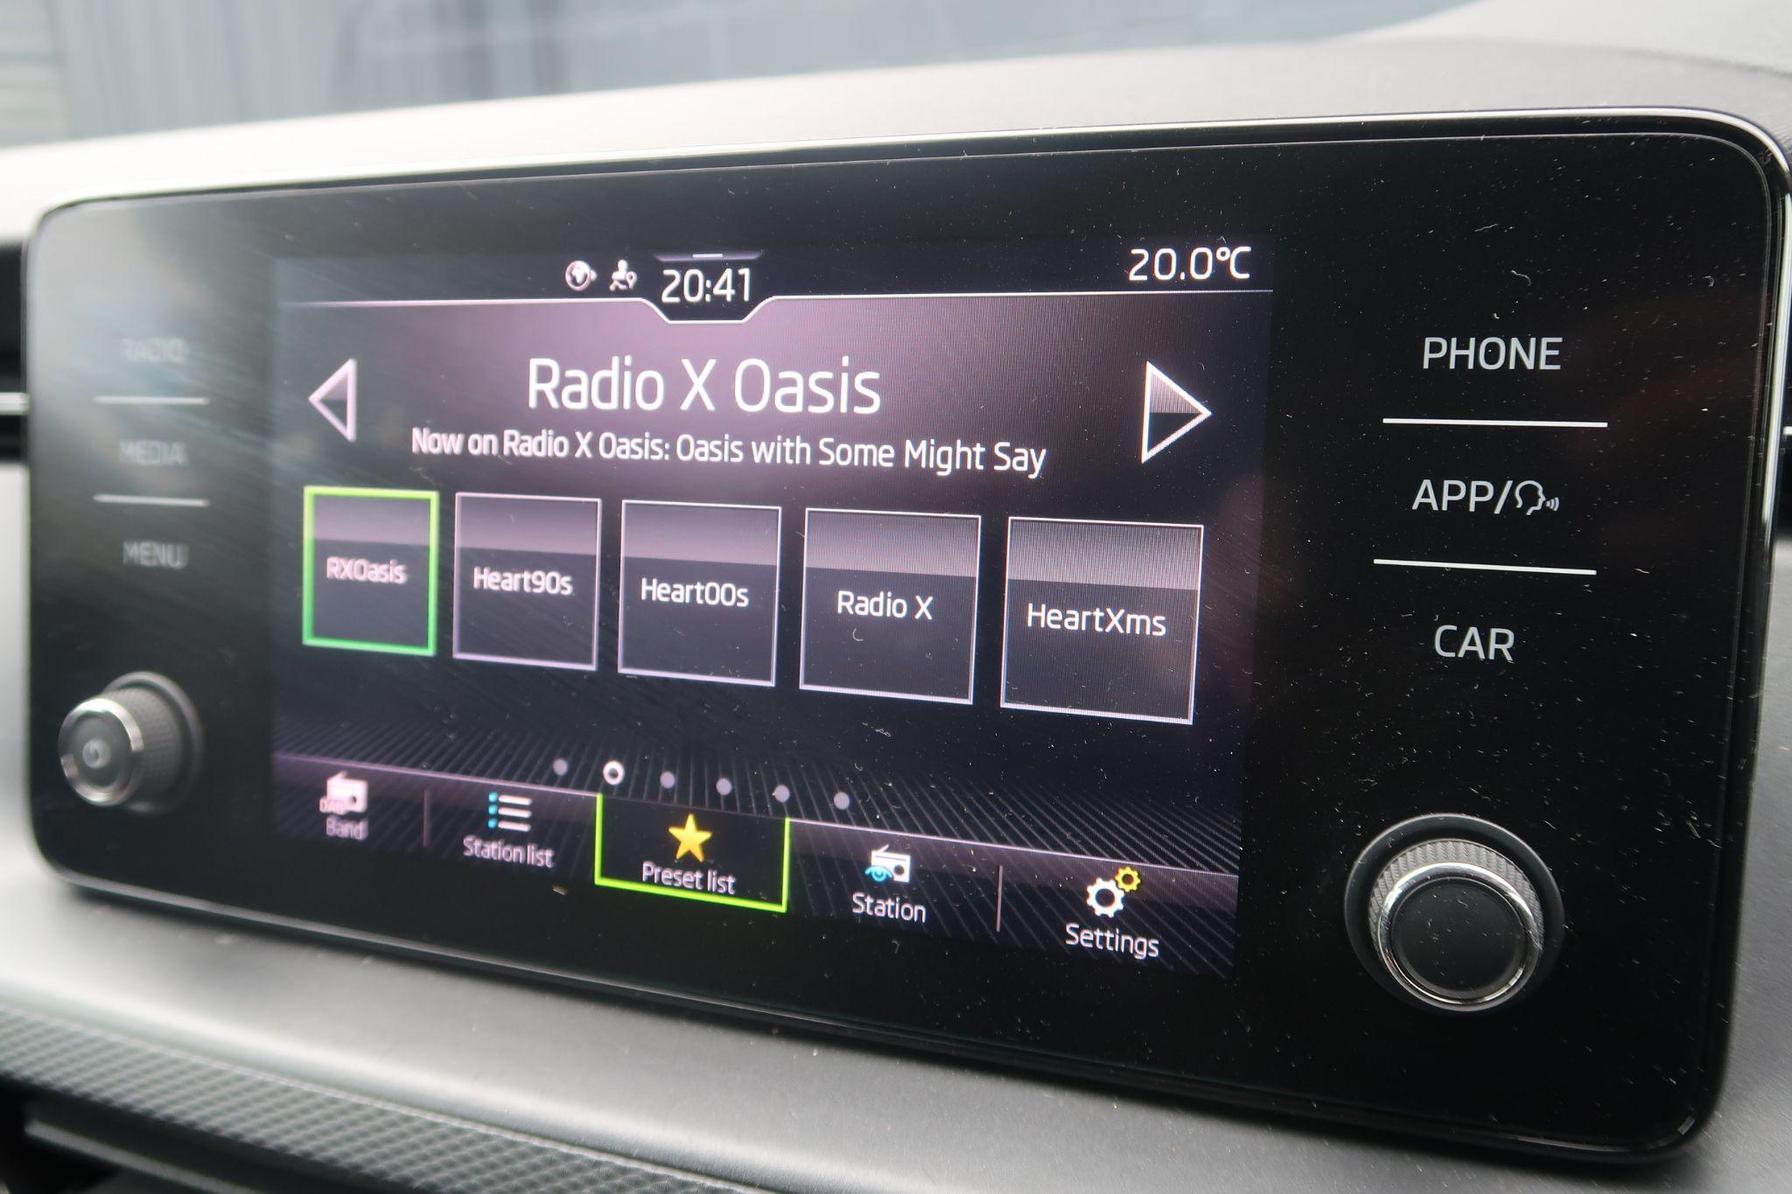 20:41
20.0°C
Radio X Oasis
Now on Radio X Oasis: Oasis with Some Might Say
RXOasis
Heart90s
Heart00s
Radio X
HeartXms
Band
Station list
Preset list
Station
Settings
RADIO
MEDIA
MENU
PHONE
APP/
CAR